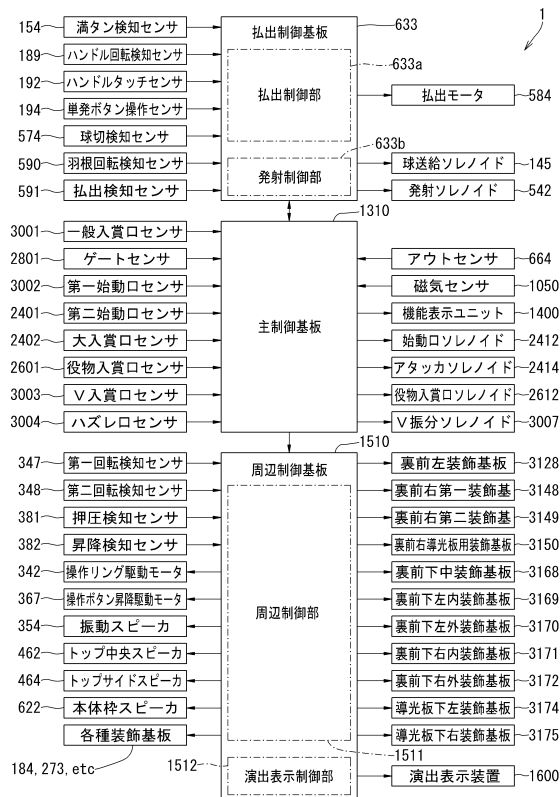 1
154 満タン検知センサ
189 ハンドル回転検知センサ
192 ハンドルタッチセンサ
194 単発ボタン操作センサ
574 球切検知センサ
590 羽根回転検知センサ
591 払出検知センサ
払出制御基板 633
633a
払出制御部
633b
発射制御部
払出モータ 584
球送給ソレノイド 145
発射ソレノイド 542
1310
3001 一般入賞口センサ
2801 ゲートセンサ
3002 第一始動口センサ
2401 第二始動口センサ
2402 大入賞口センサ
2601 役物入賞口センサ
3003 V入賞口センサ
3004 ハズレ口センサ
主制御基板
アウトセンサ 664
磁気センサ 1050
機能表示ユニット 1400
始動口ソレノイド 2412
アタッカソレノイド 2414
役物入賞口ソレノイド 2612
V振分ソレノイド 3007
1510
347 第一回転検知センサ
348 第二回転検知センサ
381 押圧検知センサ
382 昇降検知センサ
342 操作リング駆動モータ
367 操作ボタン昇降駆動モータ
354 振動スピーカ
462 トップ中央スピーカ
464 トップサイドスピーカ
622 本体枠スピーカ
各種装飾基板
184, 273, etc
周辺制御基板
周辺制御部
1511
1512
演出表示制御部
裏前左装飾基板 3128
裏前右第一装飾基 3148
裏前右第二装飾基 3149
裏前右導光板用装飾基板 3150
裏前下中装飾基板 3168
裏前下左内装飾基板 3169
裏前下左外装飾基板 3170
裏前下右内装飾基板 3171
裏前下右外装飾基板 3172
導光板下左装飾基板 3174
導光板下右装飾基板 3175
演出表示装置 1600